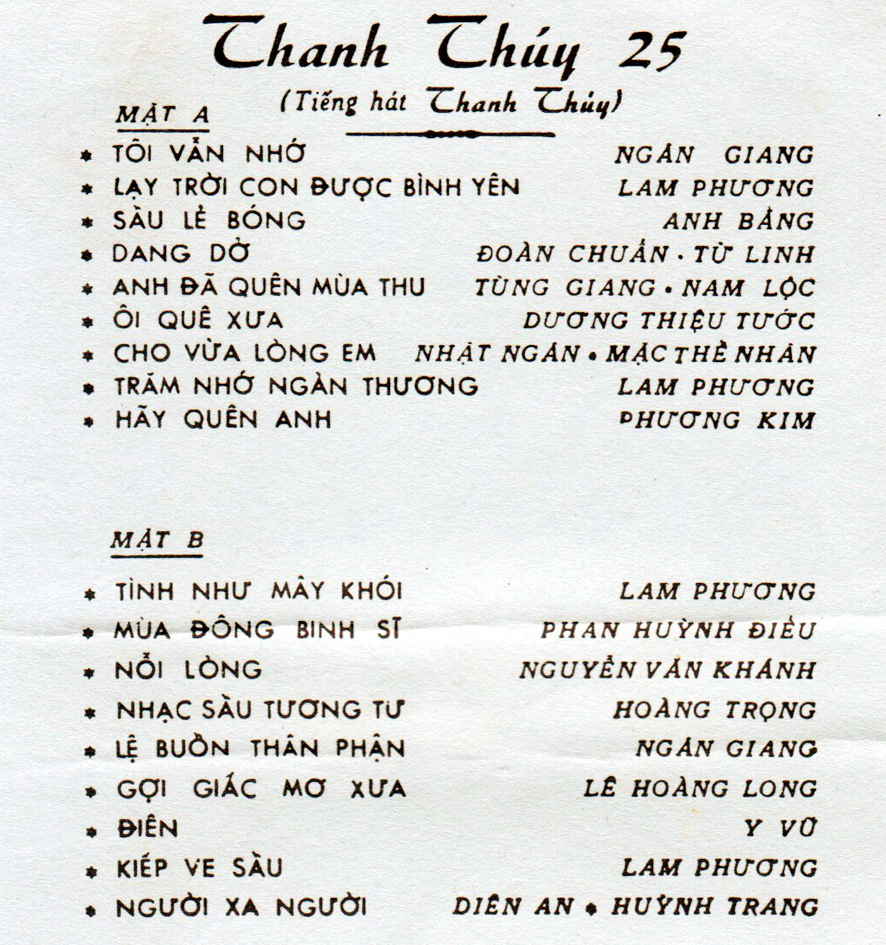 Thanh Thúy 25
(Tiếng hát Thanh Thúy)
MẶT A
* TÔI VẪN NHỚ NGÂN GIANG
* LẠY TRỜI CON ĐƯỢC BÌNH YÊN LAM PHƯƠNG
* SẦU LẺ BÓNG ANH BẰNG
* DANG DỞ ĐOÀN CHUẨN • TỪ LINH
* ANH ĐÃ QUÊN MÙA THU TÙNG GIANG • NAM LỘC
* ÔI QUÊ XƯA DƯƠNG THIỆU TƯỚC
* CHO VỪA LÒNG EM NHẬT NGÂN • MẶC THẾ NHÂN
* TRĂM NHỚ NGÀN THƯƠNG LAM PHƯƠNG
* HÃY QUÊN ANH PHƯƠNG KIM
MẶT B
* TÌNH NHƯ MÂY KHÓI LAM PHƯƠNG
* MÙA ĐÔNG BINH SĨ PHAN HUỲNH ĐIỂU
* NỖI LÒNG NGUYỄN VĂN KHÁNH
* NHẠC SẦU TƯƠNG TƯ HOÀNG TRỌNG
* LỆ BUỒN THÂN PHẬN NGÂN GIANG
* GỢI GIẤC MƠ XƯA LÊ HOÀNG LONG
* ĐIÊN Y VŨ
* KIẾP VE SẦU LAM PHƯƠNG
* NGƯỜI XA NGƯỜI DIÊN AN • HUỲNH TRANG